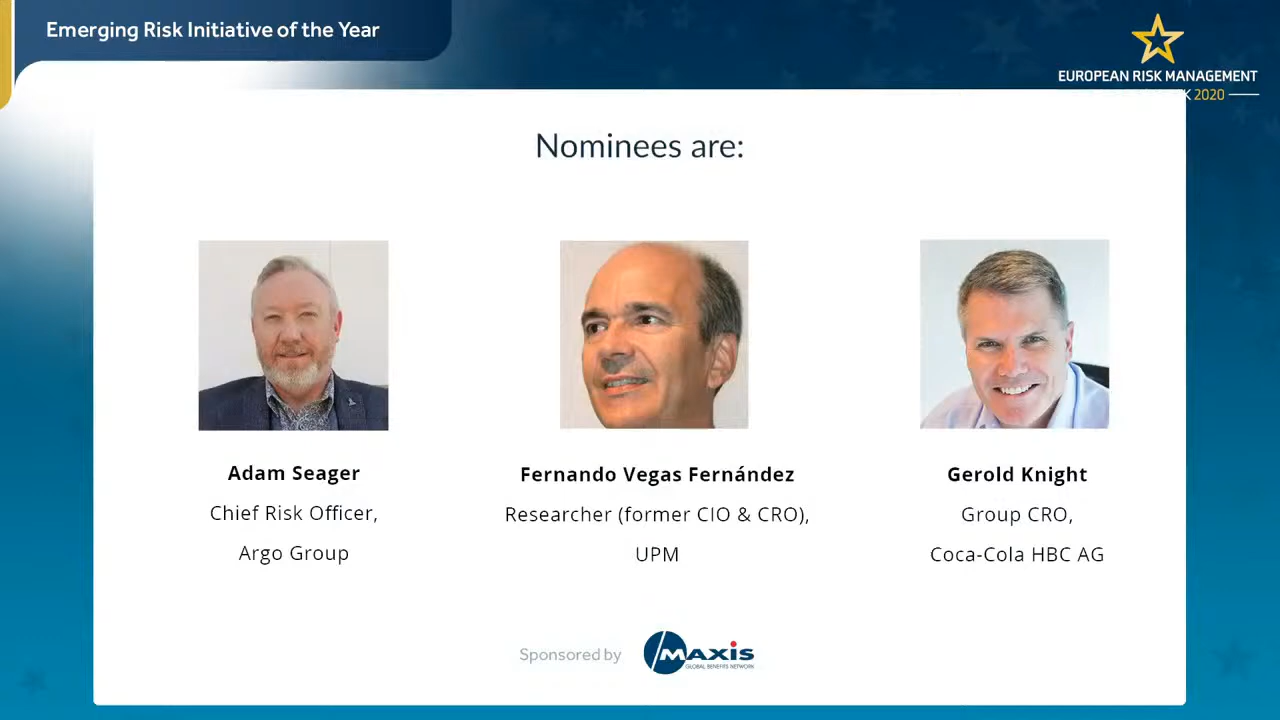 Emerging Risk Initiative of the Year
EUROPEAN RISK MANAGEMENT
2020
Nominees are:
Adam Seager
Chief Risk Officer,
Argo Group
Fernando Vegas Fernández
Researcher (former CIO & CRO),
UPM
Gerold Knight
Group CRO,
Coca-Cola HBC AG
Sponsored by
MAXIS
GLOBAL BENEFITS NETWORK